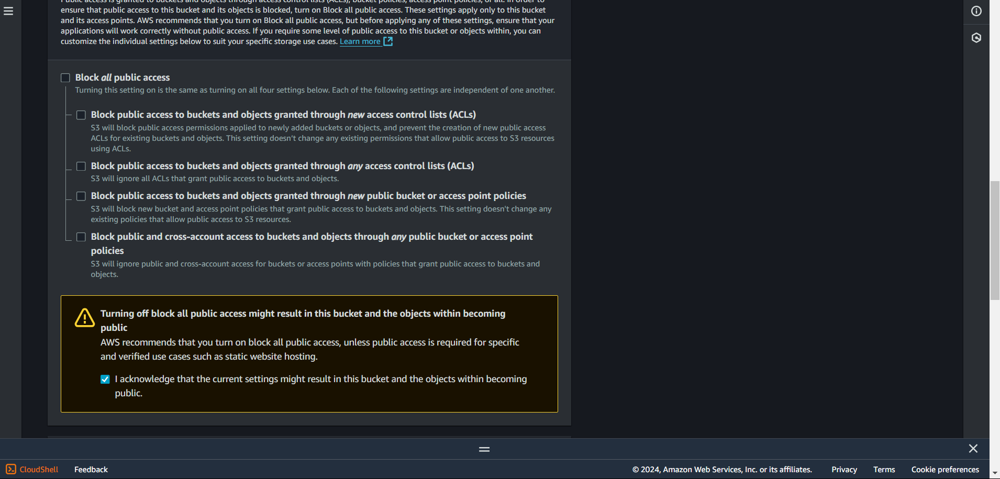 Public access is granted to buckets and objects through access control lists (ACLs), bucket policies, access point policies, or all. In order to
ensure that public access to this bucket and its objects is blocked, turn on Block all public access. These settings apply only to this bucket
and its access points. AWS recommends that you turn on Block all public access, but before applying any of these settings, ensure that your
applications will work correctly without public access. If you require some level of public access to this bucket or objects within, you can
customize the individual settings below to suit your specific storage use cases. Learn more
Block all public access
Turning this setting on is the same as turning on all four settings below. Each of the following settings are independent of one another.
Block public access to buckets and objects granted through new access control lists (ACLs)
S3 will block public access permissions applied to newly added buckets or objects, and prevent the creation of new public access
ACLs for existing buckets and objects. This setting doesn't change any existing permissions that allow public access to S3 resources
using ACLs.
Block public access to buckets and objects granted through any access control lists (ACLs)
S3 will ignore all ACLs that grant public access to buckets and objects.
Block public access to buckets and objects granted through new public bucket or access point policies
S3 will block new bucket and access point policies that grant public access to buckets and objects. This setting doesn't change any
existing policies that allow public access to S3 resources.
Block public and cross-account access to buckets and objects through any public bucket or access point
policies
S3 will ignore public and cross-account access for buckets or access points with policies that grant public access to buckets and
objects.
Turning off block all public access might result in this bucket and the objects within becoming
public
AWS recommends that you turn on block all public access, unless public access is required for specific
and verified use cases such as static website hosting.
I acknowledge that the current settings might result in this bucket and the objects within becoming
public.
CloudShell
Feedback
© 2024, Amazon Web Services, Inc. or its affiliates.
Privacy
Terms
Cookie preferences